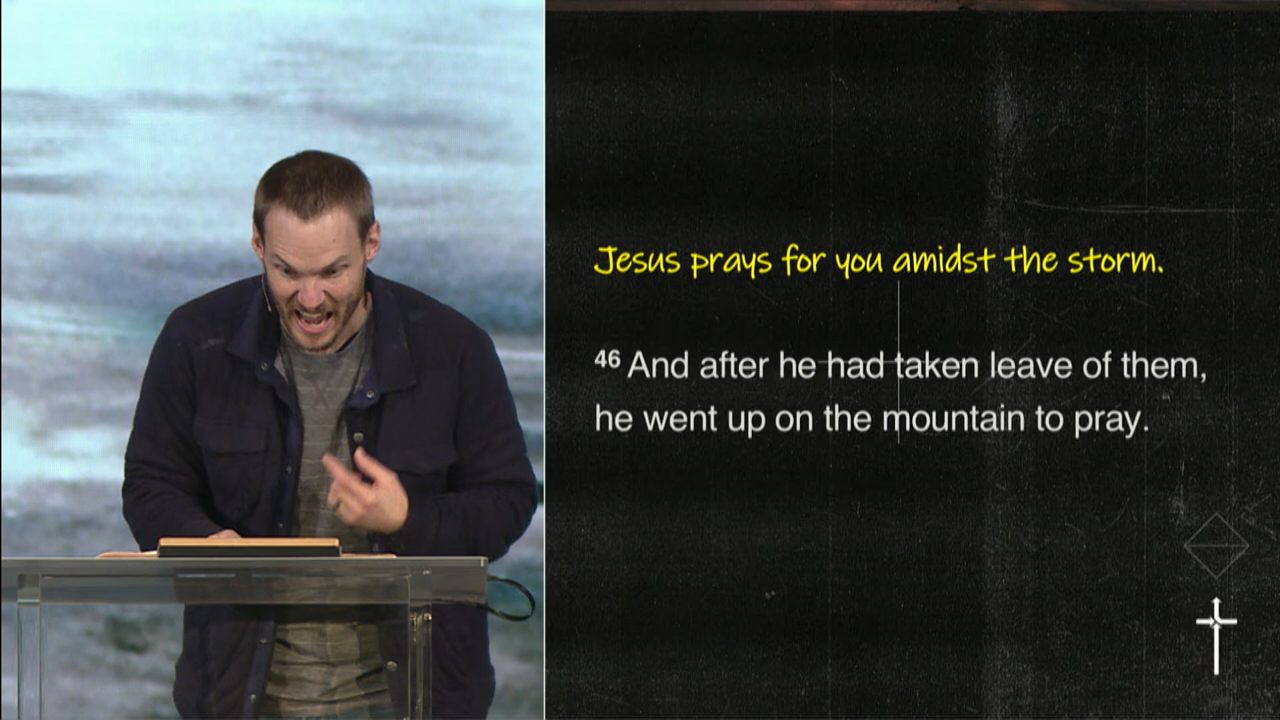 Jesus prays for you amidst the storm.
46 And after he had taken leave of them,
he went up on the mountain to pray.